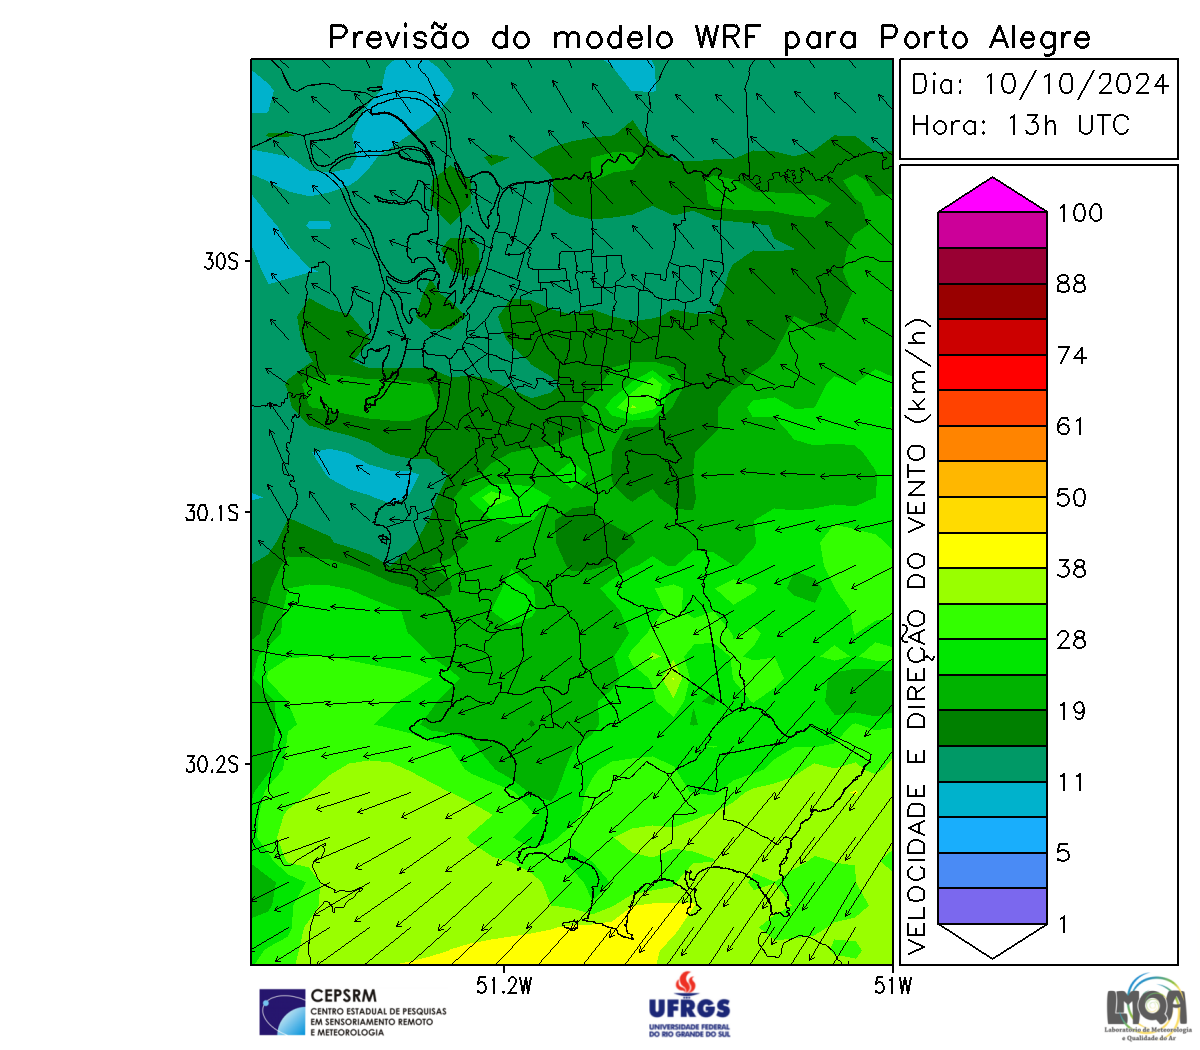 Previsão do modelo WRF para Porto Alegre
Dia: 10/10/2024
Hora: 13h UTC
VELOCIDADE E DIREÇÃO DO VENTO (km/h)
100
88
74
61
50
38
28
19
11
5
1
30S
30.1S
30.2S
51.2W
51W
CEPSRM
CENTRO ESTADUAL DE PESQUISAS
EM SENSORIAMENTO REMOTO
E METEOROLOGIA
UFRGS
UNIVERSIDADE FEDERAL
DO RIO GRANDE DO SUL
LMQA
Laboratório de Meteorologia
e Qualidade do Ar